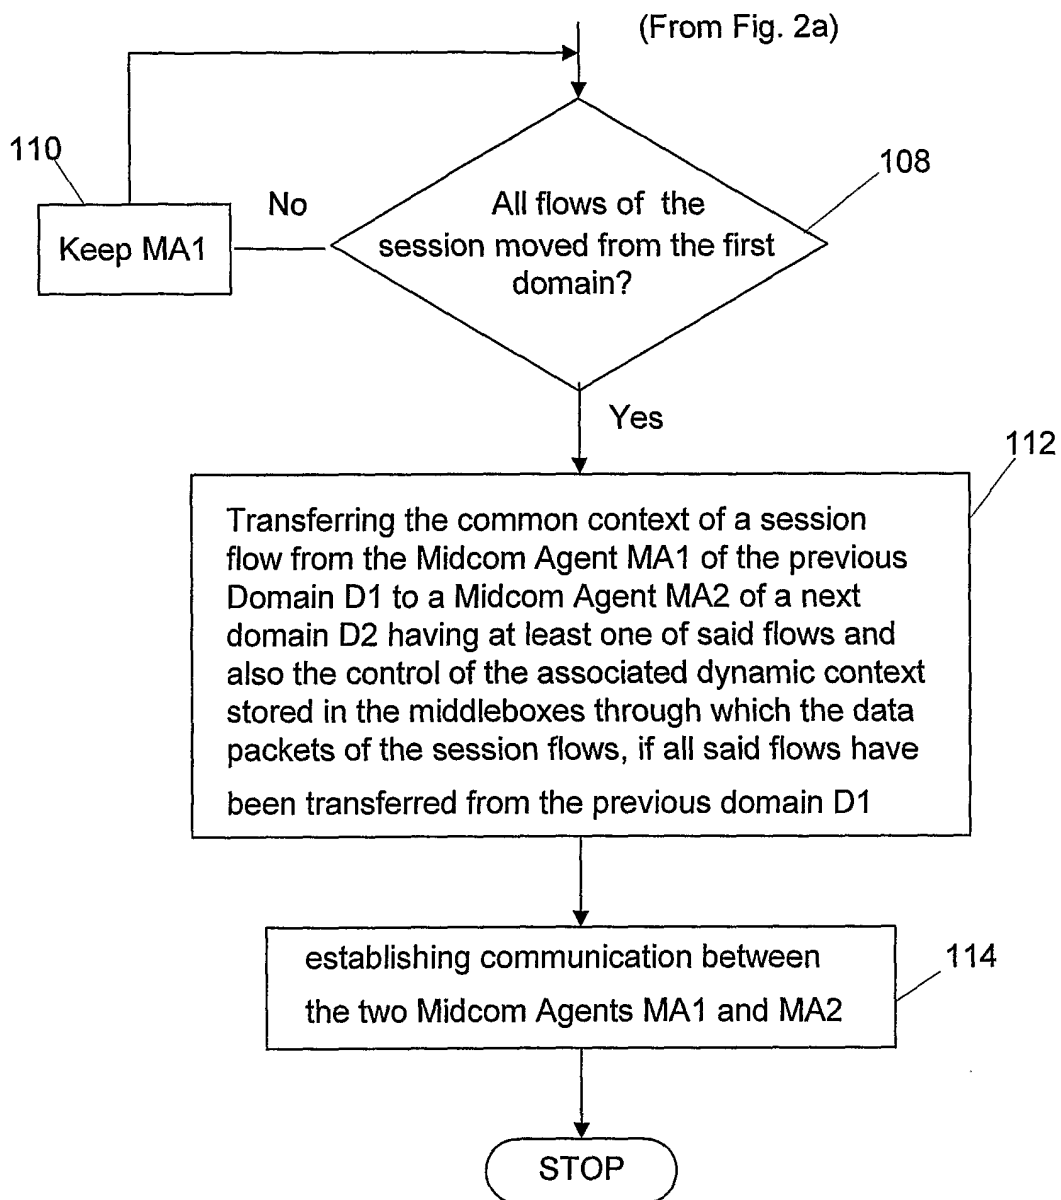 (From Fig. 2a)
110
108
No
All flows of the
session moved from the first
domain?
Keep MA1
Yes
112
Transferring the common context of a session
flow from the Midcom Agent MA1 of the previous
Domain D1 to a Midcom Agent MA2 of a next
domain D2 having at least one of said flows and
also the control of the associated dynamic context
stored in the middleboxes through which the data
packets of the session flows, if all said flows have
been transferred from the previous domain D1
establishing communication between
the two Midcom Agents MA1 and MA2
114
STOP